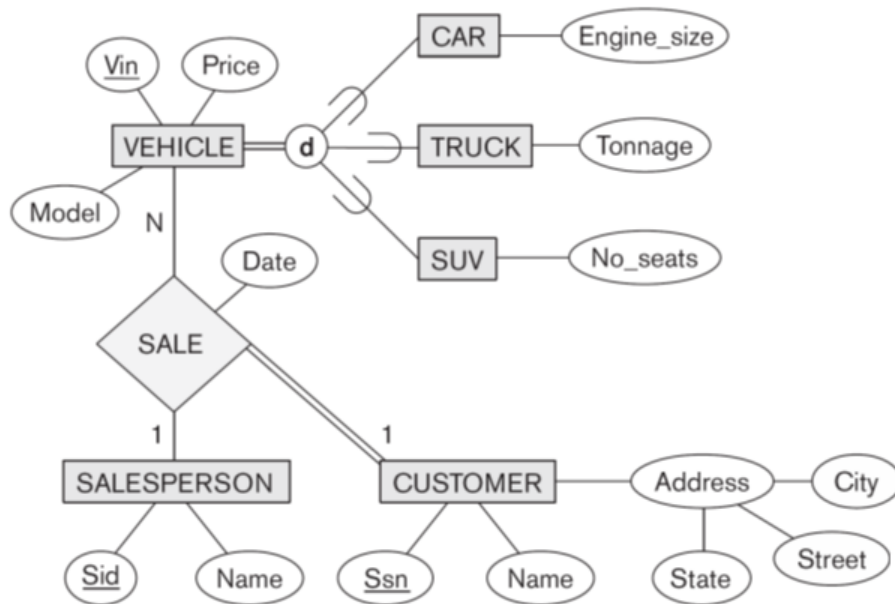 CAR
Engine_size
Vin
Price
VEHICLE
d
TRUCK
Tonnage
Model
N
SUV
No_seats
Date
SALE
1
1
SALESPERSON
CUSTOMER
Address
City
Sid
Name
Ssn
Name
State
Street